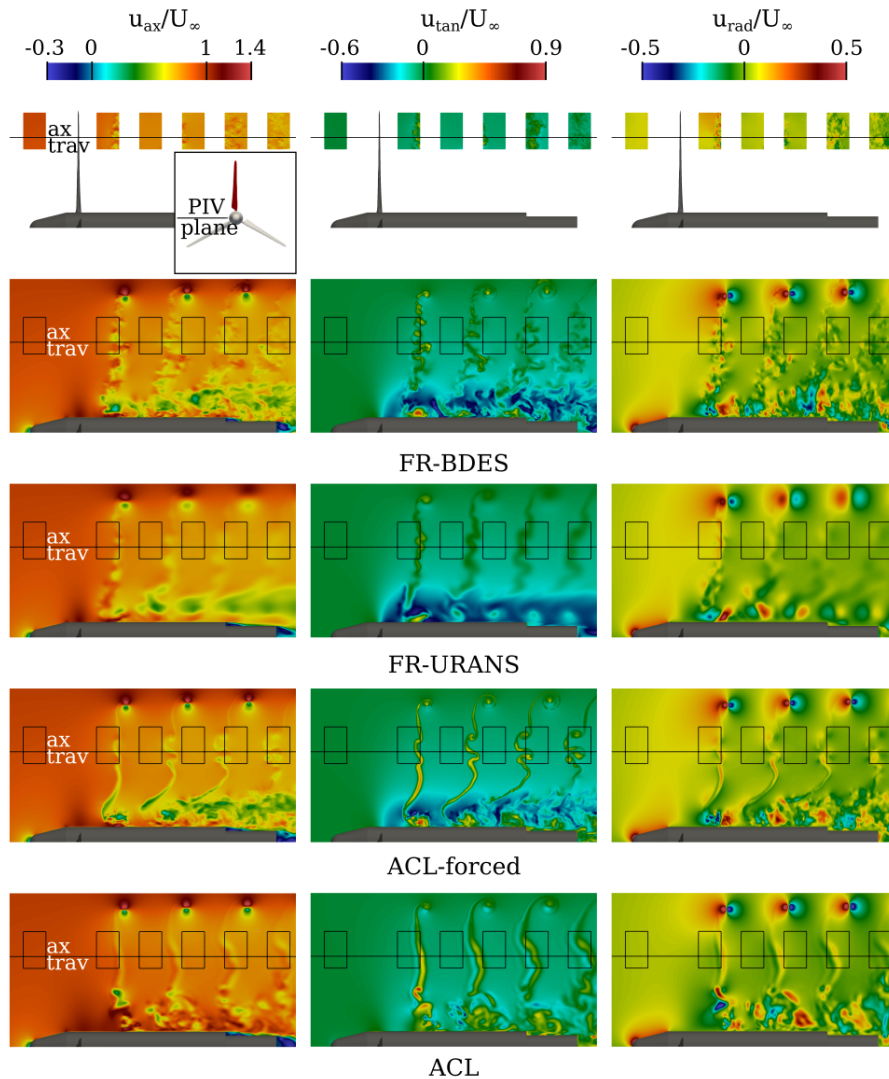 u_ax/U_∞ u_tan/U_∞ u_rad/U_∞
-0.3 0 1 1.4 -0.6 0 0.9 -0.5 0 0.5
ax
trav
PIV
plane
ax
trav
FR-BDES
ax
trav
FR-URANS
ax
trav
ACL-forced
ax
trav
ACL